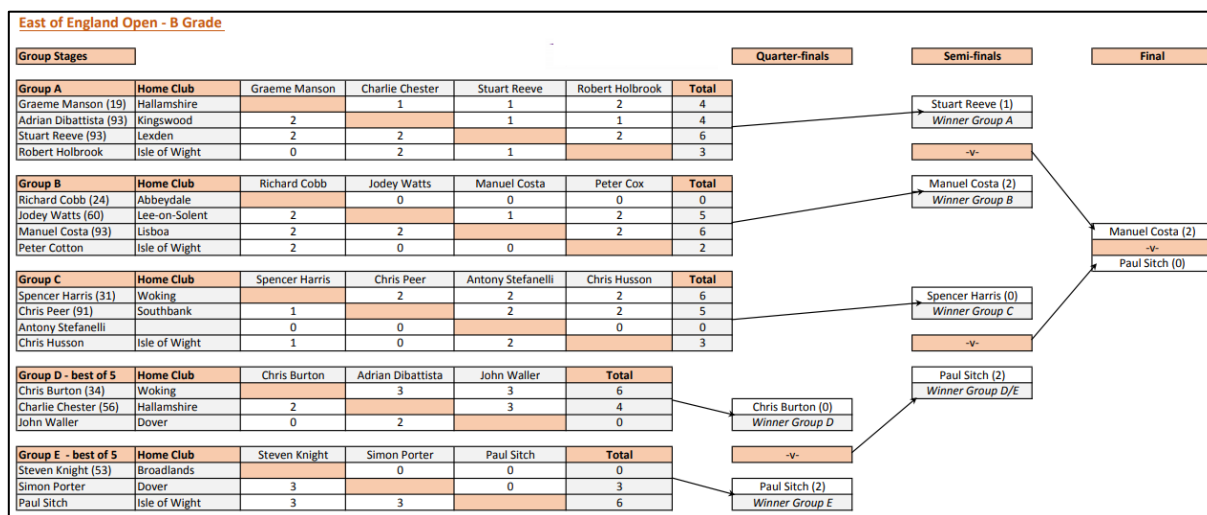 East of England Open - B Grade
Group Stages Quarter-finals Semi-finals Final
Group A Home Club Graeme Manson Charlie Chester Stuart Reeve Robert Holbrook Total
Graeme Manson (19) Hallamshire 1 1 2 4
Stuart Reeve (1)
Adrian Dibattista (93) Kingswood 2 1 1 4
Winner Group A
Stuart Reeve (93) Lexden 2 2 2 6
Robert Holbrook Isle of Wight 0 2 1 3
-v-
Group B Home Club Richard Cobb Jodey Watts Manuel Costa Peter Cox Total
Manuel Costa (2)
Richard Cobb (24) Abbeydale 0 0 0 0
Winner Group B
Jodey Watts (60) Lee-on-Solent 2 1 2 5
Manuel Costa (93) Lisboa 2 2 2 6
Manuel Costa (2)
Peter Cotton Isle of Wight 2 0 0 2
-v-
Paul Sitch (0)
Group C Home Club Spencer Harris Chris Peer Antony Stefanelli Chris Husson Total
Spencer Harris (31) Woking 2 2 2 6
Spencer Harris (0)
Chris Peer (91) Southbank 1 2 2 5
Winner Group C
Antony Stefanelli 0 0 0 0
Chris Husson Isle of Wight 1 0 2 3
-v-
Group D - best of 5 Home Club Chris Burton Adrian Dibattista John Waller Total
Paul Sitch (2)
Chris Burton (34) Woking 3 3 6
Winner Group D/E
Charlie Chester (56) Hallamshire 2 3 4
Chris Burton (0)
John Waller Dover 0 2 0
Winner Group D
Group E - best of 5 Home Club Steven Knight Simon Porter Paul Sitch Total
-v-
Steven Knight (53) Broadlands 0 0 0
Simon Porter Dover 3 0 3
Paul Sitch (2)
Paul Sitch Isle of Wight 3 3 6
Winner Group E